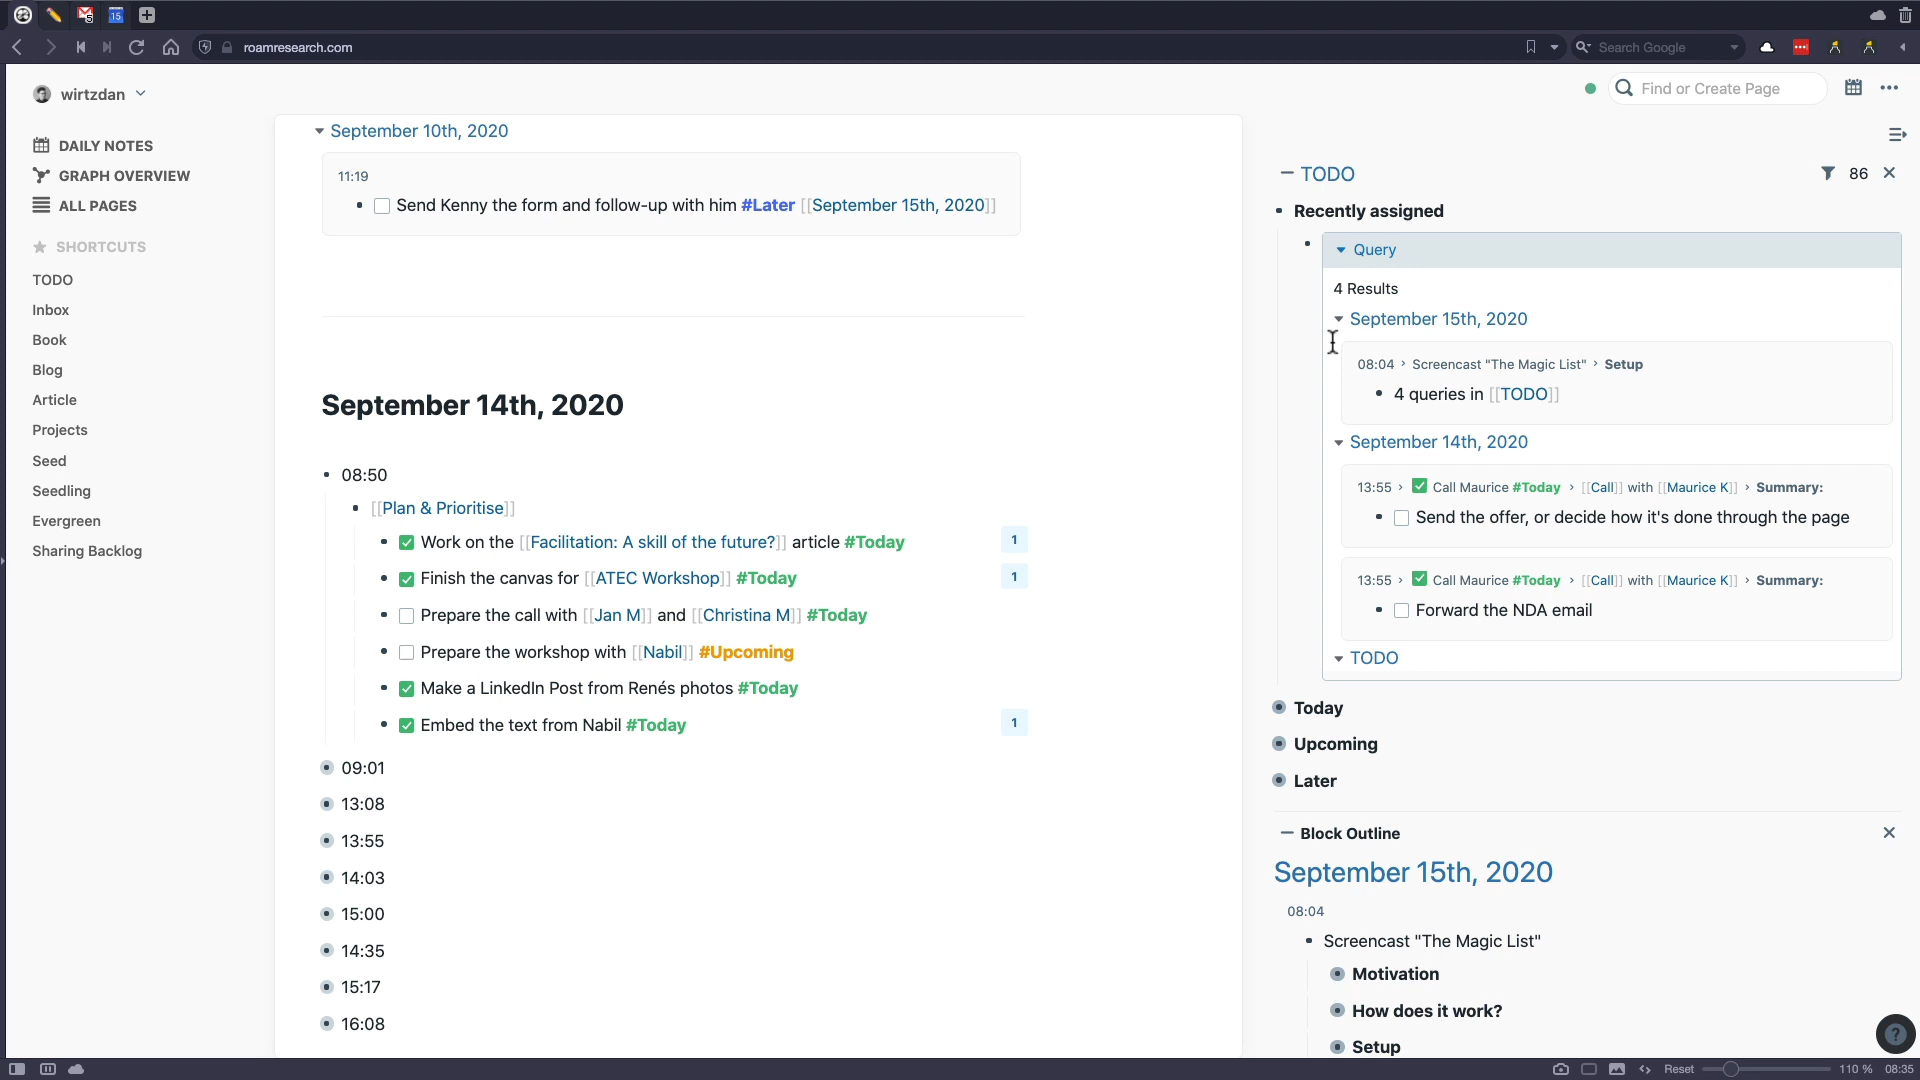 5
15
roamresearch.com
Search Google
wirtzdan
Find or Create Page
DAILY NOTES
GRAPH OVERVIEW
ALL PAGES
SHORTCUTS
TODO
Inbox
Book
Blog
Article
Projects
Seed
Seedling
Evergreen
Sharing Backlog
September 10th, 2020
11:19
Send Kenny the form and follow-up with him #Later [[September 15th, 2020]]
September 14th, 2020
08:50
[[Plan & Prioritise]]
Work on the [[Facilitation: A skill of the future?]] article #Today 1
Finish the canvas for [[ATEC Workshop]] #Today 1
Prepare the call with [[Jan M]] and [[Christina M]] #Today
Prepare the workshop with [[Nabil]] #Upcoming
Make a LinkedIn Post from Renés photos #Today
Embed the text from Nabil #Today 1
09:01
13:08
13:55
14:03
15:00
14:35
15:17
16:08
TODO 86
Recently assigned
Query
4 Results
September 15th, 2020
08:04 › Screencast "The Magic List" › Setup
4 queries in [[TODO]]
September 14th, 2020
13:55 › Call Maurice #Today › [[Call]] with [[Maurice K]] › Summary:
Send the offer, or decide how it's done through the page
13:55 › Call Maurice #Today › [[Call]] with [[Maurice K]] › Summary:
Forward the NDA email
TODO
Today
Upcoming
Later
Block Outline
September 15th, 2020
08:04
Screencast "The Magic List"
Motivation
How does it work?
Setup
?
Reset 110 % 08:35